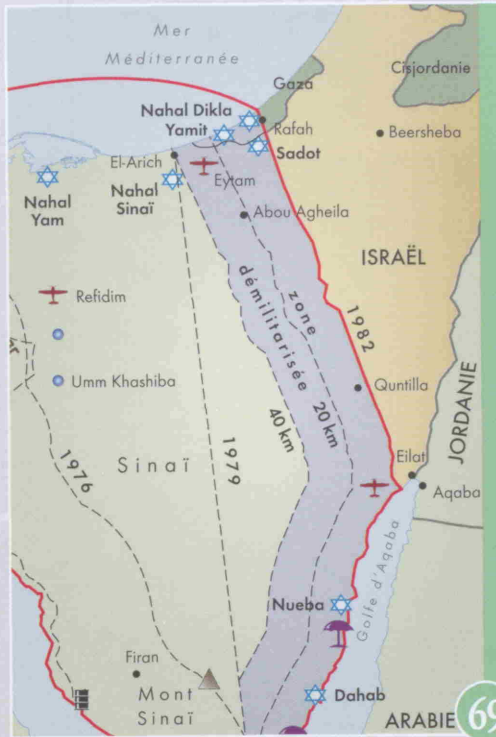 Mer
Méditerranée
Gaza
Cisjordanie
Nahal Dikla
Yamit
Rafah
Beersheba
Sadot
El-Arich
Eytam
Nahal
Yam
Nahal
Sinaï
Abou Agheila
ISRAËL
Refidim
zone
démilitarisée
1982
Umm Khashiba
Quntilla
JORDANIE
40 km
20 km
1976
Sinaï
1979
Eilat
Aqaba
Golfe d'Aqaba
Nueba
Firan
Mont
Sinaï
Dahab
ARABIE
69